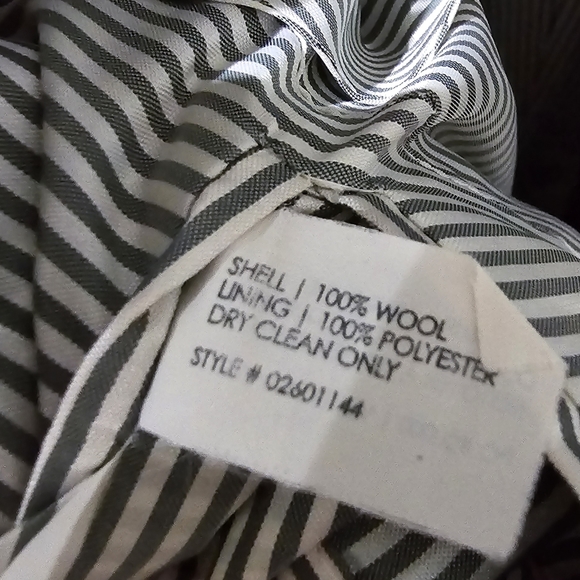 SHELL | 100% WOOL
LINING | 100% POLYESTER
DRY CLEAN ONLY
STYLE # 02601144